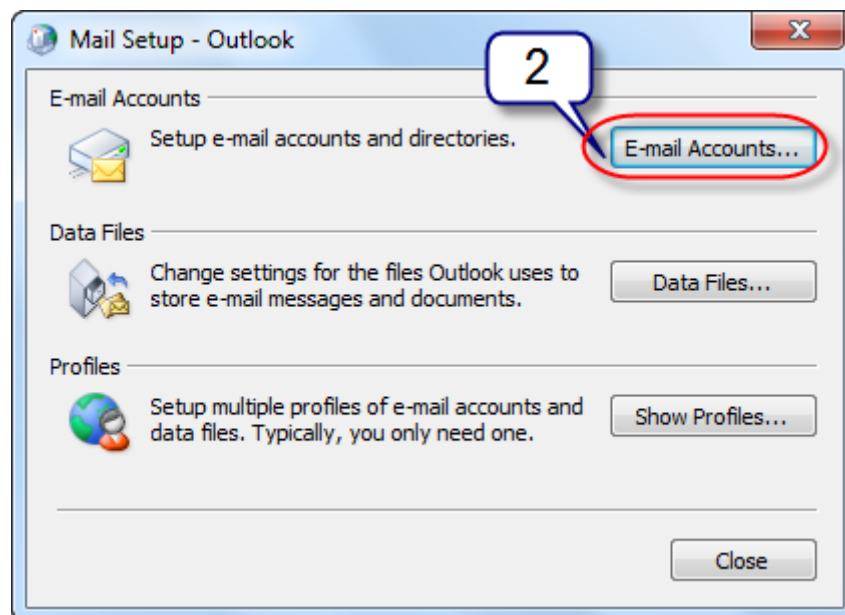 Mail Setup - Outlook
2
E-mail Accounts
Setup e-mail accounts and directories.
E-mail Accounts...
Data Files
Change settings for the files Outlook uses to
store e-mail messages and documents.
Data Files...
Profiles
Setup multiple profiles of e-mail accounts and
data files. Typically, you only need one.
Show Profiles...
Close